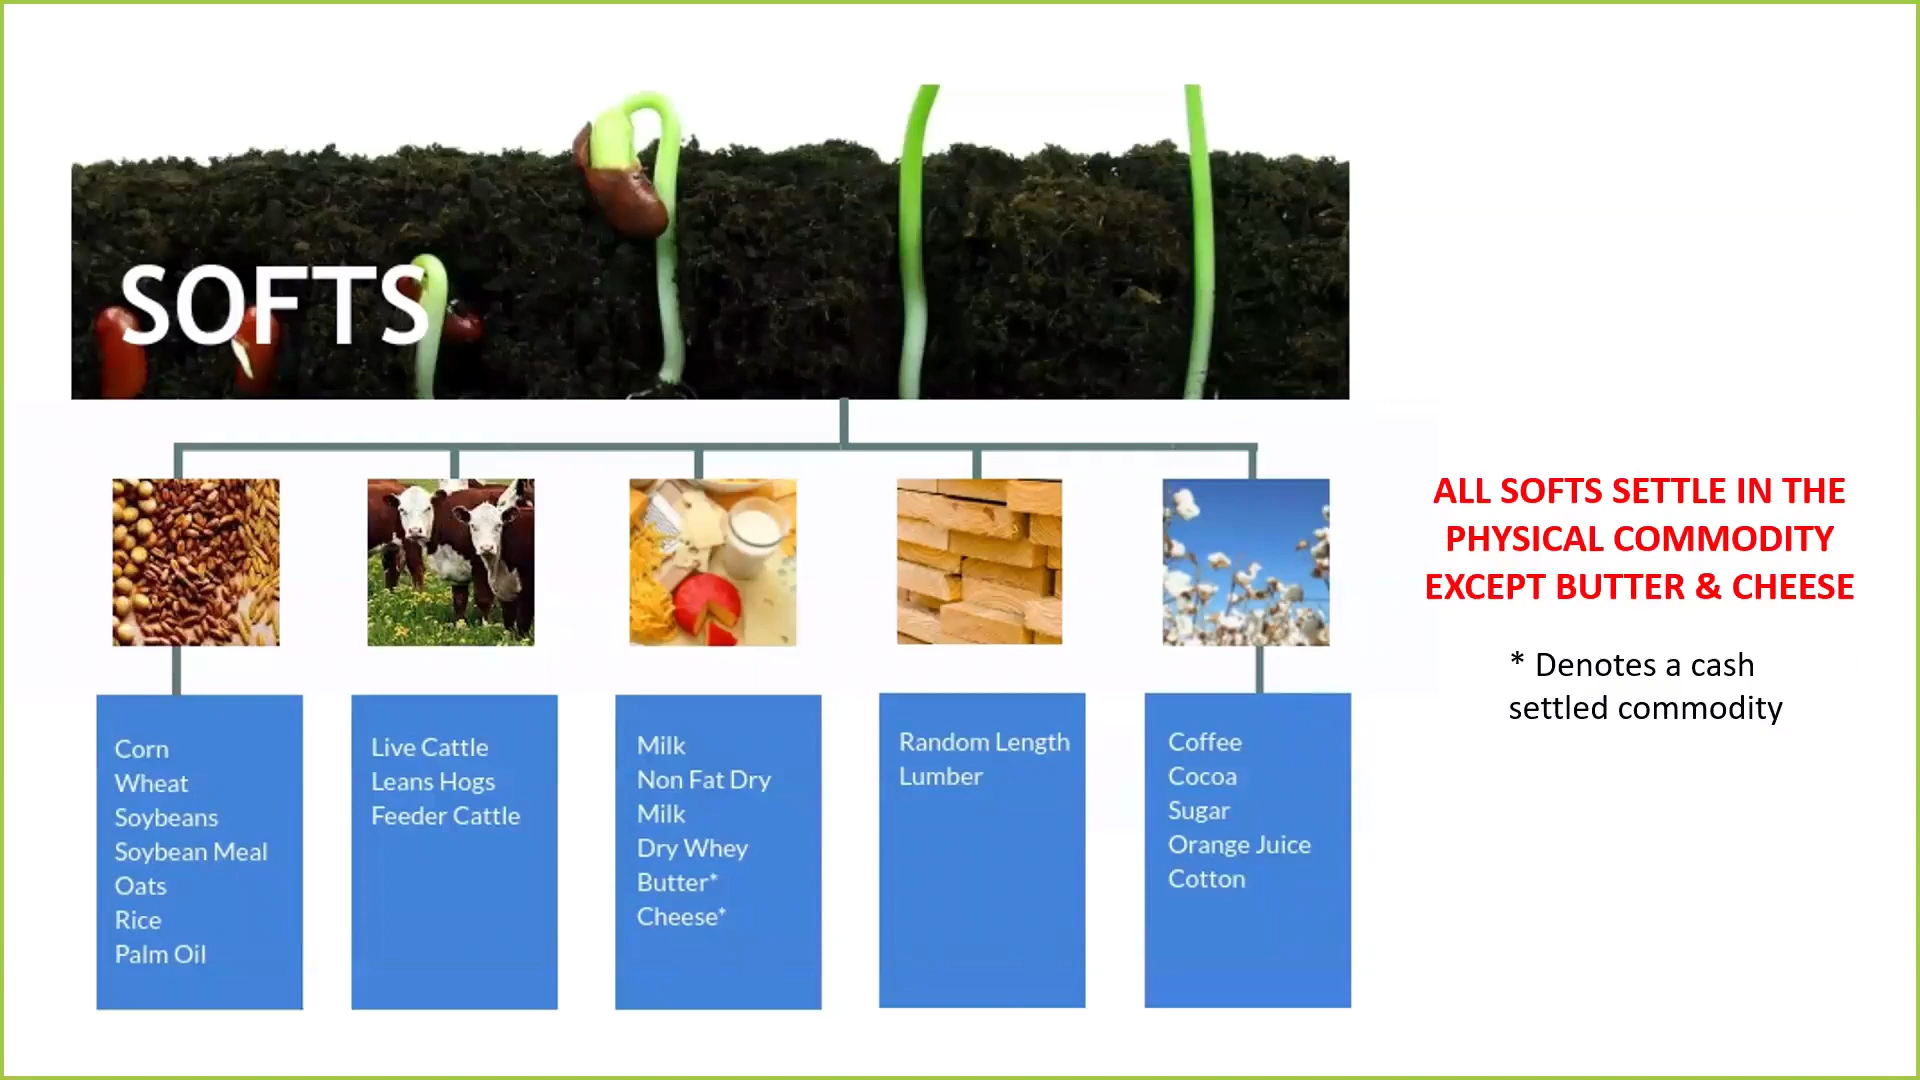 SOFTS
ALL SOFTS SETTLE IN THE
PHYSICAL COMMODITY
EXCEPT BUTTER & CHEESE
* Denotes a cash
settled commodity
Corn
Wheat
Soybeans
Soybean Meal
Oats
Rice
Palm Oil
Live Cattle
Leans Hogs
Feeder Cattle
Milk
Non Fat Dry
Milk
Dry Whey
Butter*
Cheese*
Random Length
Lumber
Coffee
Cocoa
Sugar
Orange Juice
Cotton